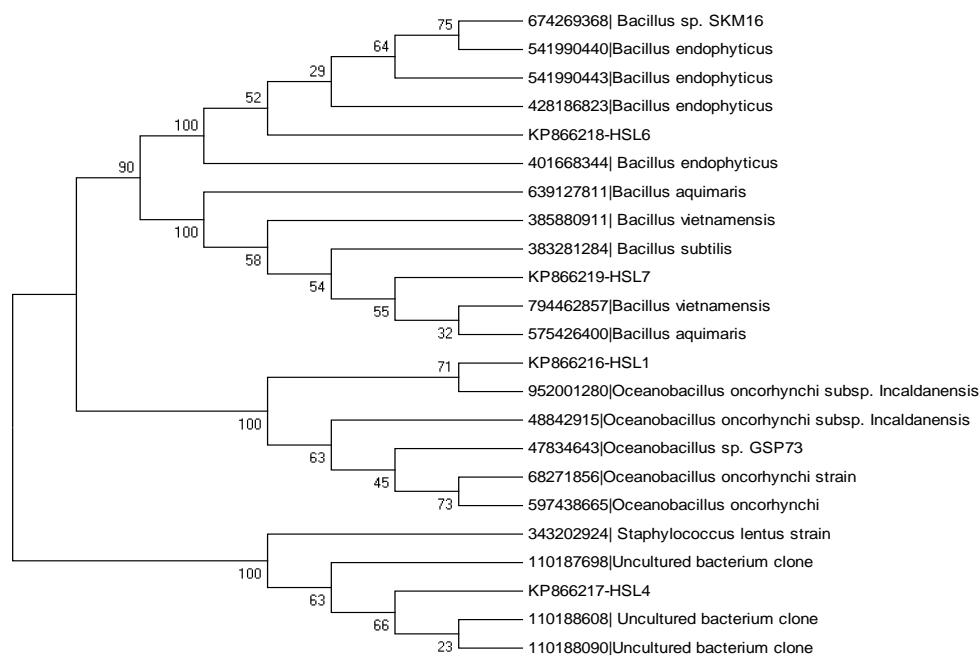 674269368| Bacillus sp. SKM16
75
541990440|Bacillus endophyticus
64
541990443|Bacillus endophyticus
29
428186823|Bacillus endophyticus
52
KP866218-HSL6
100
401668344| Bacillus endophyticus
90
639127811|Bacillus aquimaris
100
385880911| Bacillus vietnamensis
58
383281284| Bacillus subtilis
54
KP866219-HSL7
55
794462857|Bacillus vietnamensis
32
575426400|Bacillus aquimaris
KP866216-HSL1
71
952001280|Oceanobacillus oncorhynchi subsp. Incaldanensis
100
48842915|Oceanobacillus oncorhynchi subsp. Incaldanensis
63
47834643|Oceanobacillus sp. GSP73
45
68271856|Oceanobacillus oncorhynchi strain
73
597438665|Oceanobacillus oncorhynchi
343202924| Staphylococcus lentus strain
100
110187698|Uncultured bacterium clone
63
KP866217-HSL4
66
110188608| Uncultured bacterium clone
23
110188090|Uncultured bacterium clone